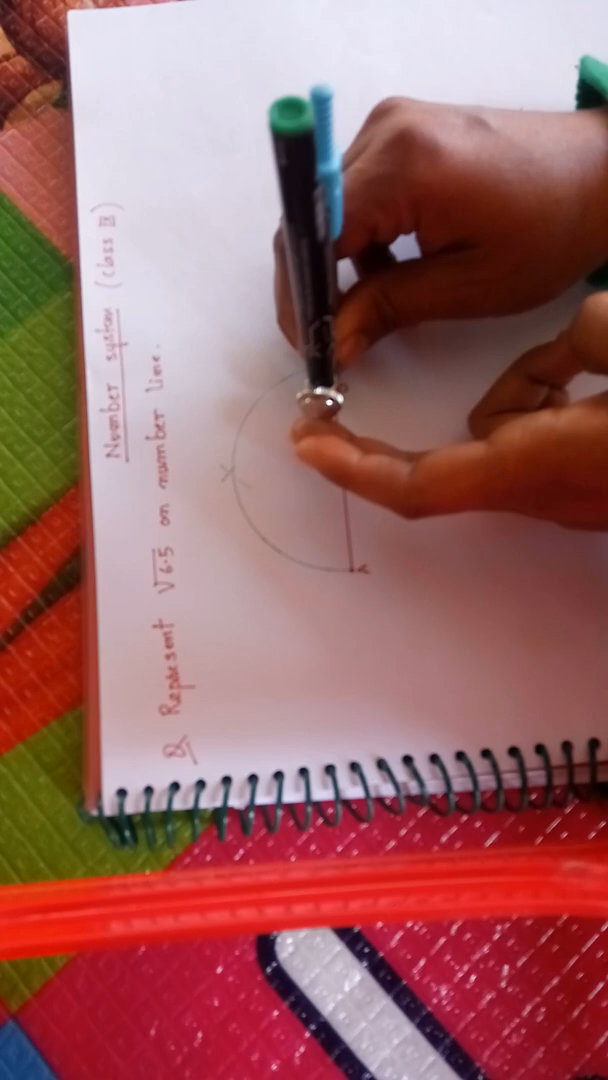 Number system (class IX)
Q Represent √6.5 on number line.
A